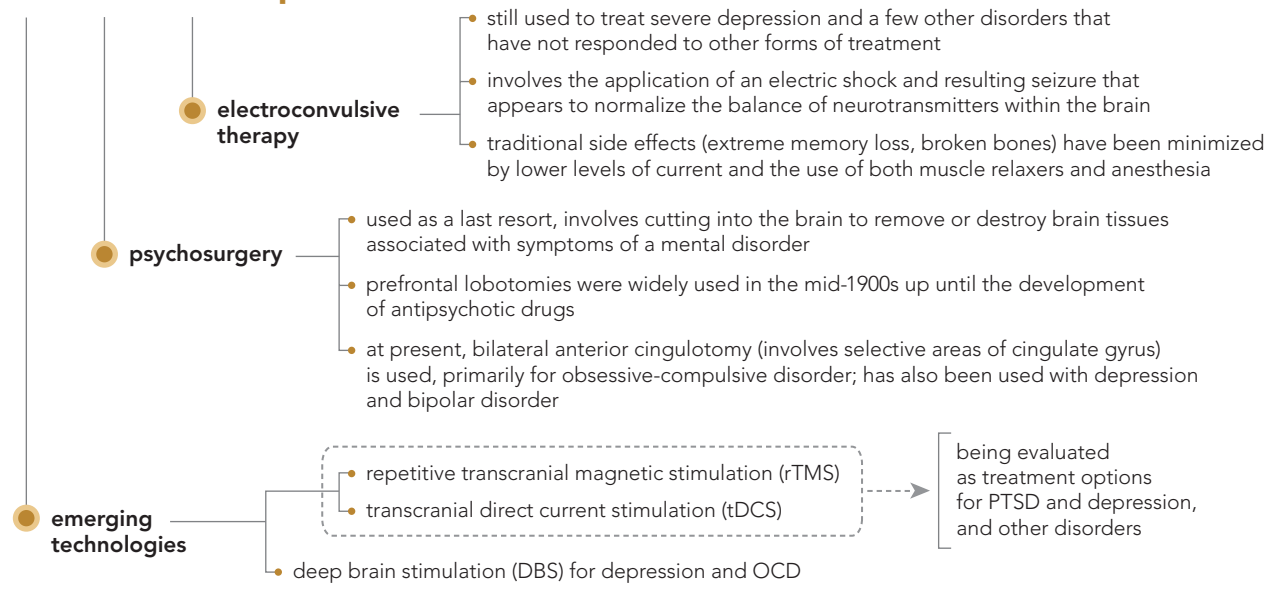 still used to treat severe depression and a few other disorders that
have not responded to other forms of treatment
involves the application of an electric shock and resulting seizure that
appears to normalize the balance of neurotransmitters within the brain
electroconvulsive
therapy
traditional side effects (extreme memory loss, broken bones) have been minimized
by lower levels of current and the use of both muscle relaxers and anesthesia
used as a last resort, involves cutting into the brain to remove or destroy brain tissues
associated with symptoms of a mental disorder
psychosurgery
prefrontal lobotomies were widely used in the mid-1900s up until the development
of antipsychotic drugs
at present, bilateral anterior cingulotomy (involves selective areas of cingulate gyrus)
is used, primarily for obsessive-compulsive disorder; has also been used with depression
and bipolar disorder
emerging
technologies
repetitive transcranial magnetic stimulation (rTMS)
transcranial direct current stimulation (tDCS)
being evaluated
as treatment options
for PTSD and depression,
and other disorders
deep brain stimulation (DBS) for depression and OCD